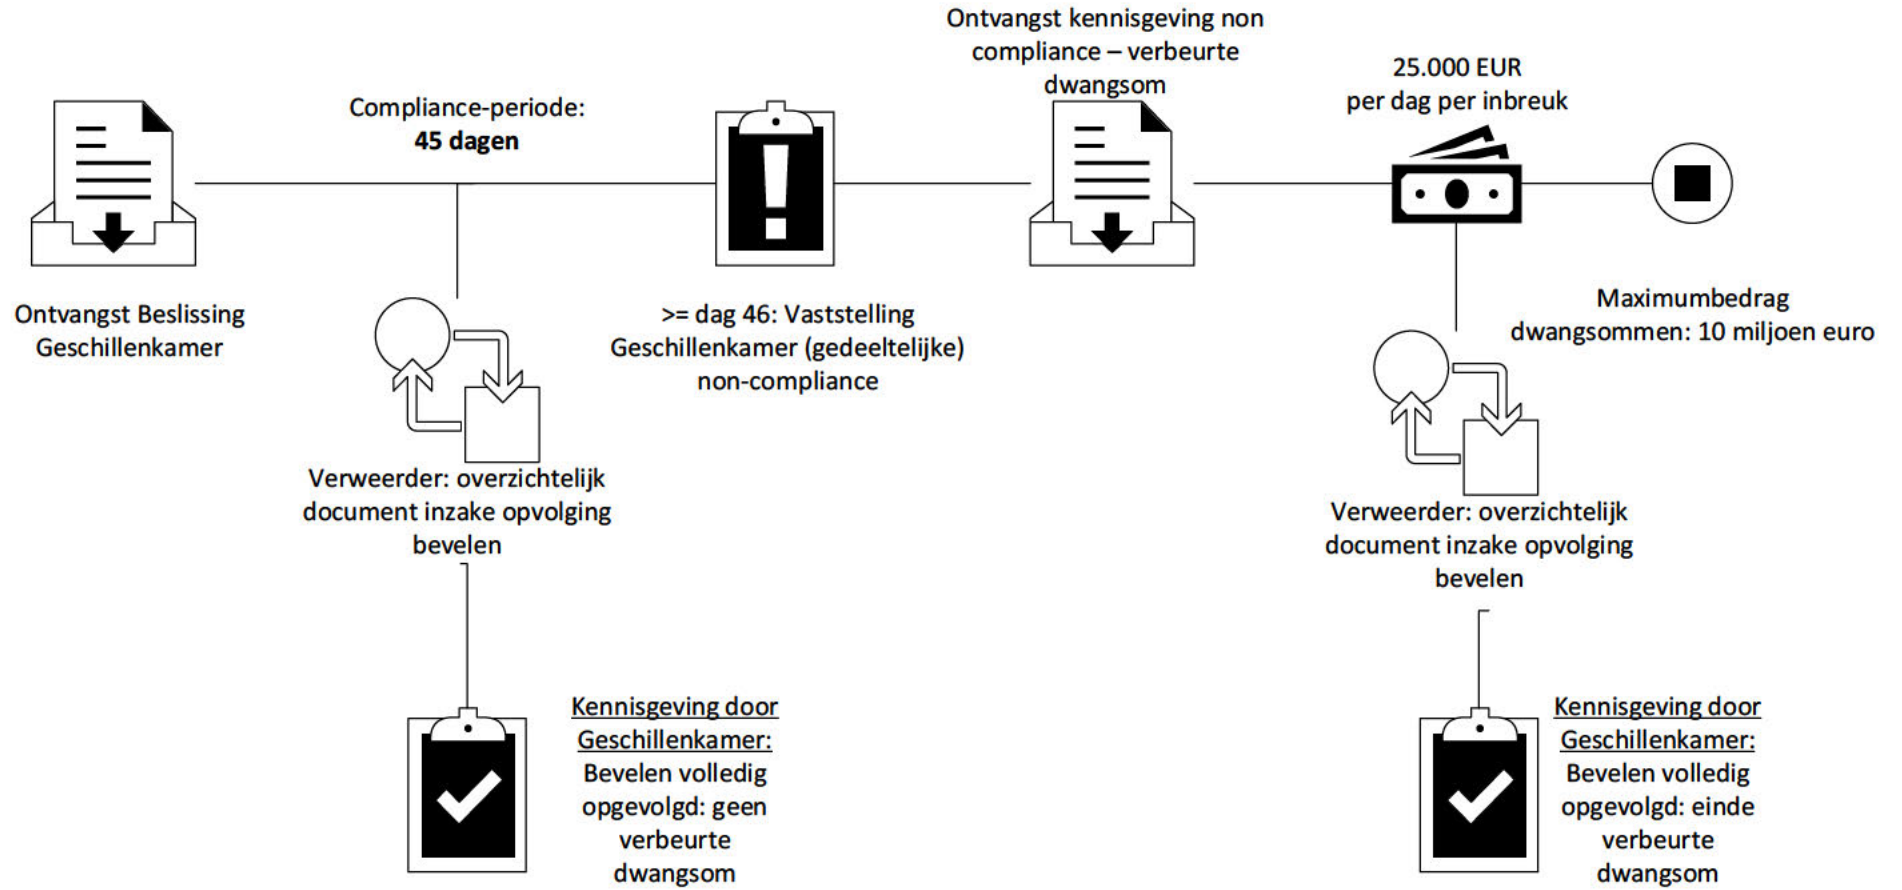 Ontvangst Beslissing
Geschillenkamer
Compliance-periode:
45 dagen
Verweerder: overzichtelijk
document inzake opvolging
bevelen
Kennisgeving door
Geschillenkamer:
Bevelen volledig
opgevolgd: geen
verbeurte
dwangsom
>= dag 46: Vaststelling
Geschillenkamer (gedeeltelijke)
non-compliance
Ontvangst kennisgeving non
compliance – verbeurte
dwangsom
25.000 EUR
per dag per inbreuk
Verweerder: overzichtelijk
document inzake opvolging
bevelen
Kennisgeving door
Geschillenkamer:
Bevelen volledig
opgevolgd: einde
verbeurte
dwangsom
Maximumbedrag
dwangsommen: 10 miljoen euro